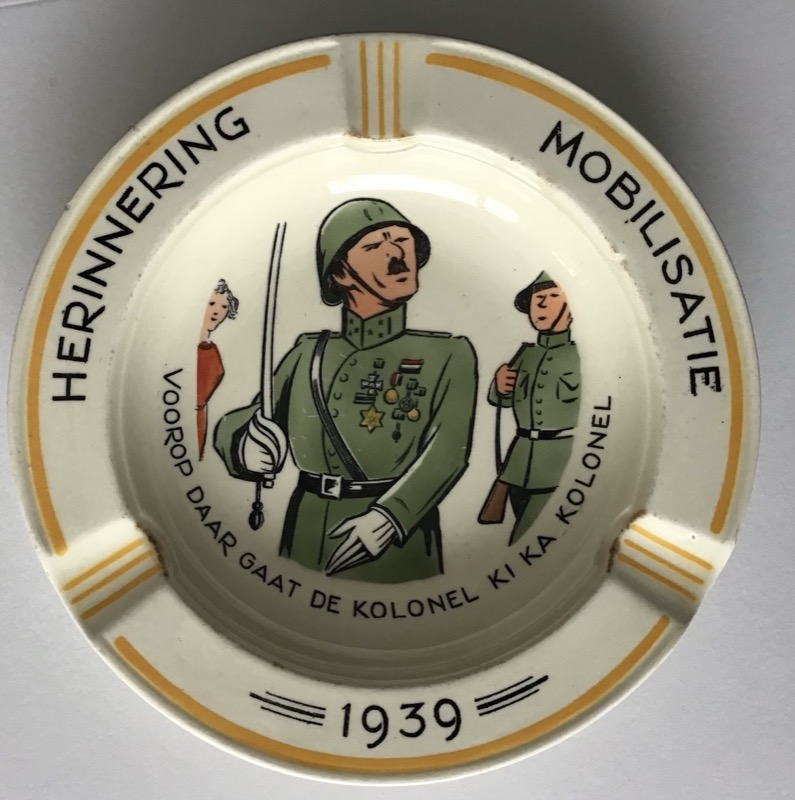 HERINNERING
MOBILISATIE
VOOROP DAAR GAAT DE KOLONEL KI KA KOLONEL
1939